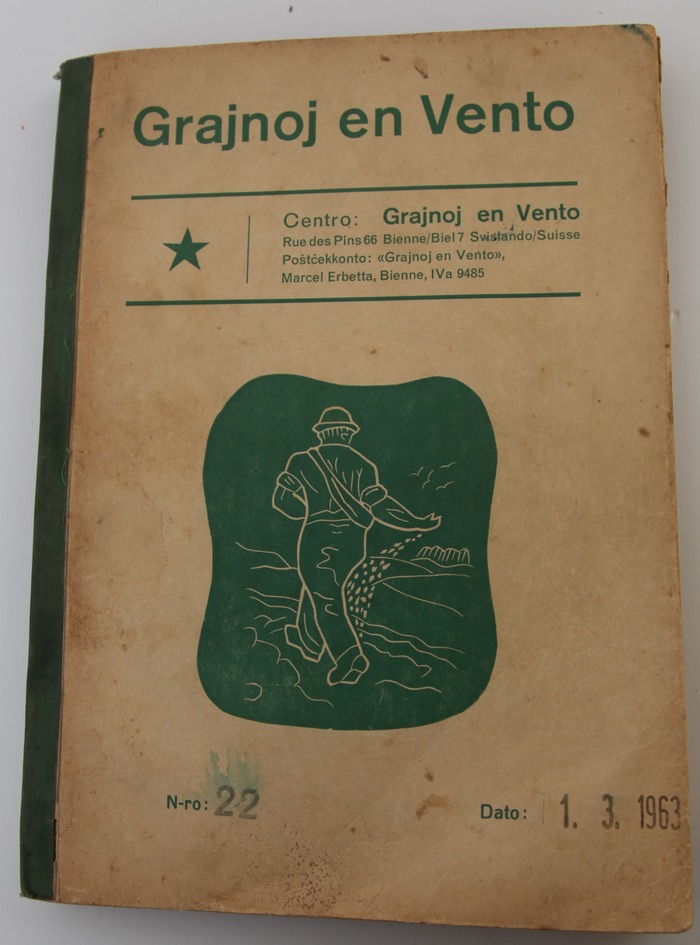 Grajnoj en Vento
Centro: Grajnoj en Vento
Rue des Pins 66 Bienne/Biel 7 Svislando/Suisse
Poŝtĉekkonto: «Grajnoj en Vento»,
Marcel Erbetta, Bienne, IVa 9485
N-ro: 22
Dato: 1. 3. 1963